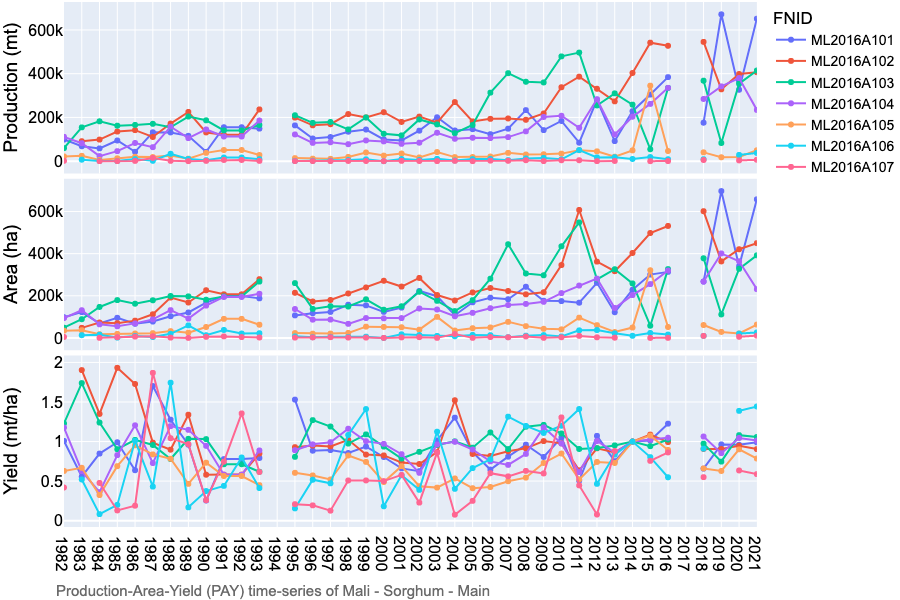 FNID
ML2016A101
ML2016A102
ML2016A103
ML2016A104
ML2016A105
ML2016A106
ML2016A107
Production (mt)
600k
400k
200k
0
Area (ha)
600k
400k
200k
0
Yield (mt/ha)
2
1.5
1
0.5
0
1982
1983
1984
1985
1986
1987
1988
1989
1990
1991
1992
1993
1994
1995
1996
1997
1998
1999
2000
2001
2002
2003
2004
2005
2006
2007
2008
2009
2010
2011
2012
2013
2014
2015
2016
2017
2018
2019
2020
2021
Production-Area-Yield (PAY) time-series of Mali - Sorghum - Main